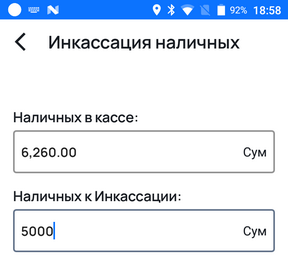 92% 18:58
Инкассация наличных
Наличных в кассе:
6,260.00 Сум
Наличных к Инкассации:
5000 Сум